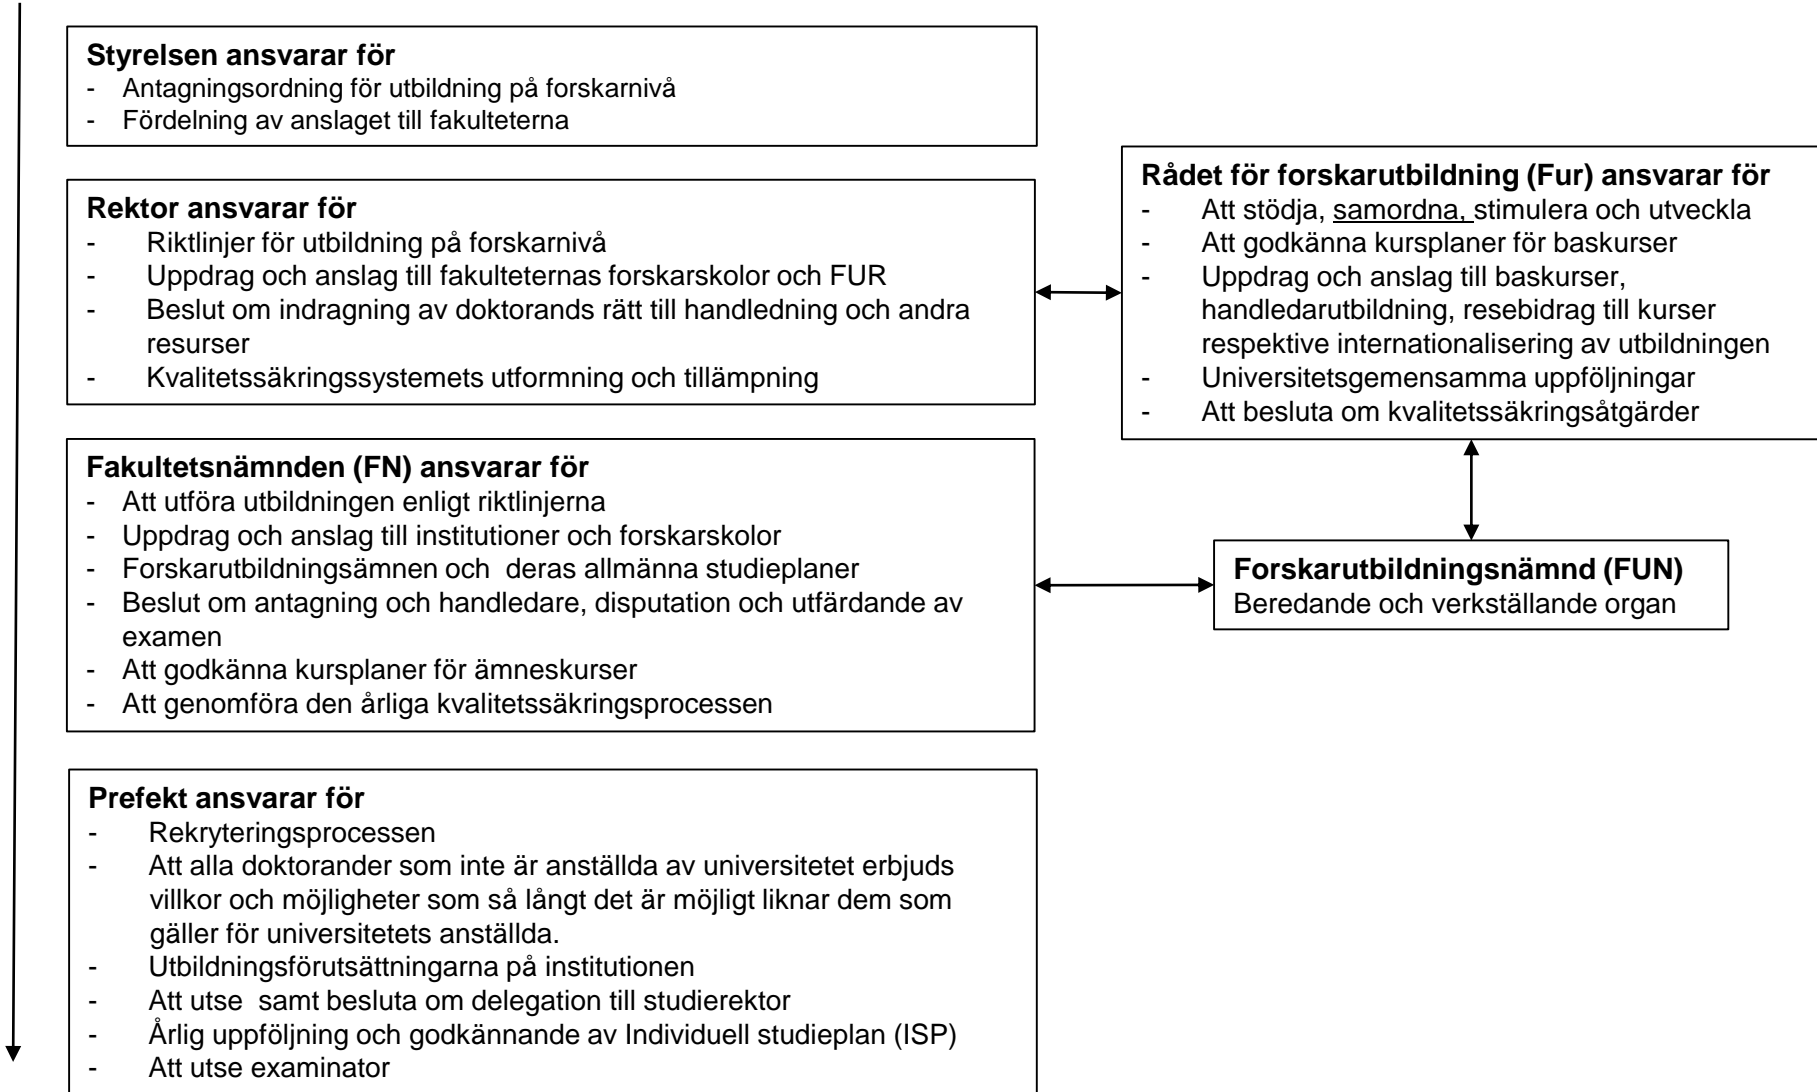 Styrelsen ansvarar för
- Antagningsordning för utbildning på forskarnivå
- Fördelning av anslaget till fakulteterna
Rektor ansvarar för
- Riktlinjer för utbildning på forskarnivå
- Uppdrag och anslag till fakulteternas forskarskolor och FUR
- Beslut om indragning av doktorands rätt till handledning och andra
resurser
- Kvalitetssäkringssystemets utformning och tillämpning
Rådet för forskarutbildning (Fur) ansvarar för
- Att stödja, samordna, stimulera och utveckla
- Att godkänna kursplaner för baskurser
- Uppdrag och anslag till baskurser,
handledarutbildning, resebidrag till kurser
respektive internationalisering av utbildningen
- Universitetsgemensamma uppföljningar
- Att besluta om kvalitetssäkringsåtgärder
Fakultetsnämnden (FN) ansvarar för
- Att utföra utbildningen enligt riktlinjerna
- Uppdrag och anslag till institutioner och forskarskolor
- Forskarutbildningsämnen och deras allmänna studieplaner
- Beslut om antagning och handledare, disputation och utfärdande av
examen
- Att godkänna kursplaner för ämneskurser
- Att genomföra den årliga kvalitetssäkringsprocessen
Forskarutbildningsnämnd (FUN)
Beredande och verkställande organ
Prefekt ansvarar för
- Rekryteringsprocessen
- Att alla doktorander som inte är anställda av universitetet erbjuds
villkor och möjligheter som så långt det är möjligt liknar dem som
gäller för universitetets anställda.
- Utbildningsförutsättningarna på institutionen
- Att utse samt besluta om delegation till studierektor
- Årlig uppföljning och godkännande av Individuell studieplan (ISP)
- Att utse examinator